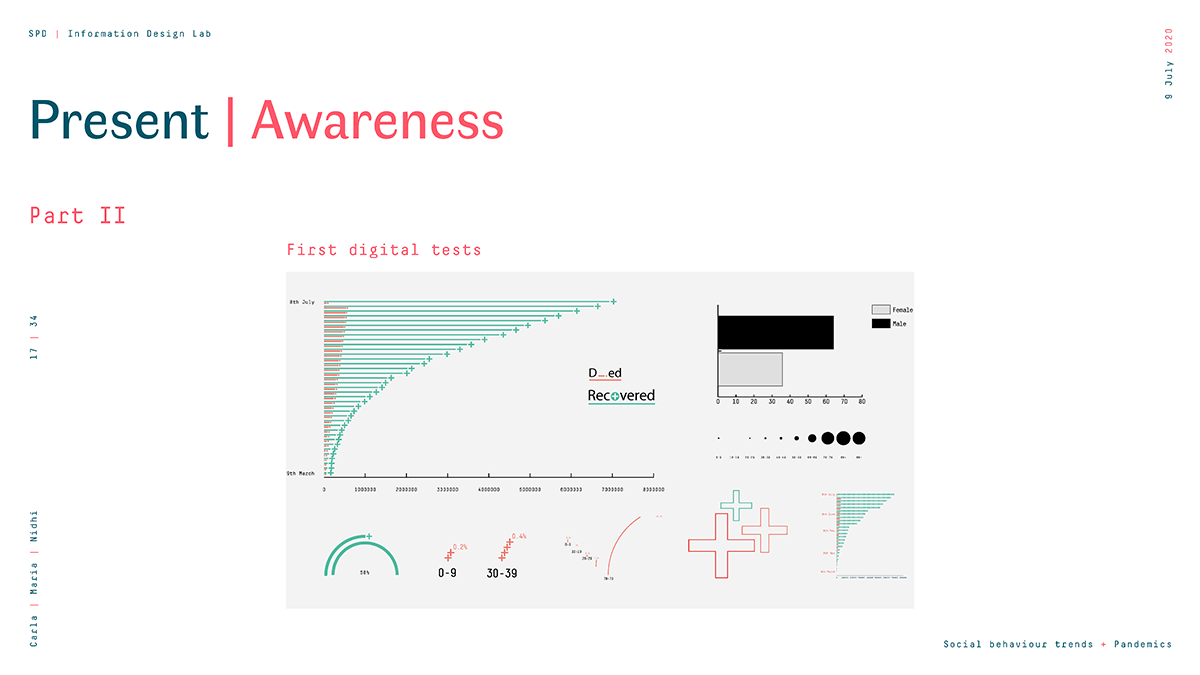 SPD | Information Design Lab
9 July 2020
Present | Awareness
Part II
First digital tests
17 | 34
Carla | Maria | Nidhi
8th July
9th March
0 1000000 2000000 3000000 4000000 5000000 6000000 7000000 8000000
D....ed
Recovered
Female
Male
0 10 20 30 40 50 60 70 80
50%
0.2%
0-9
0.4%
30-39
Social behaviour trends + Pandemics